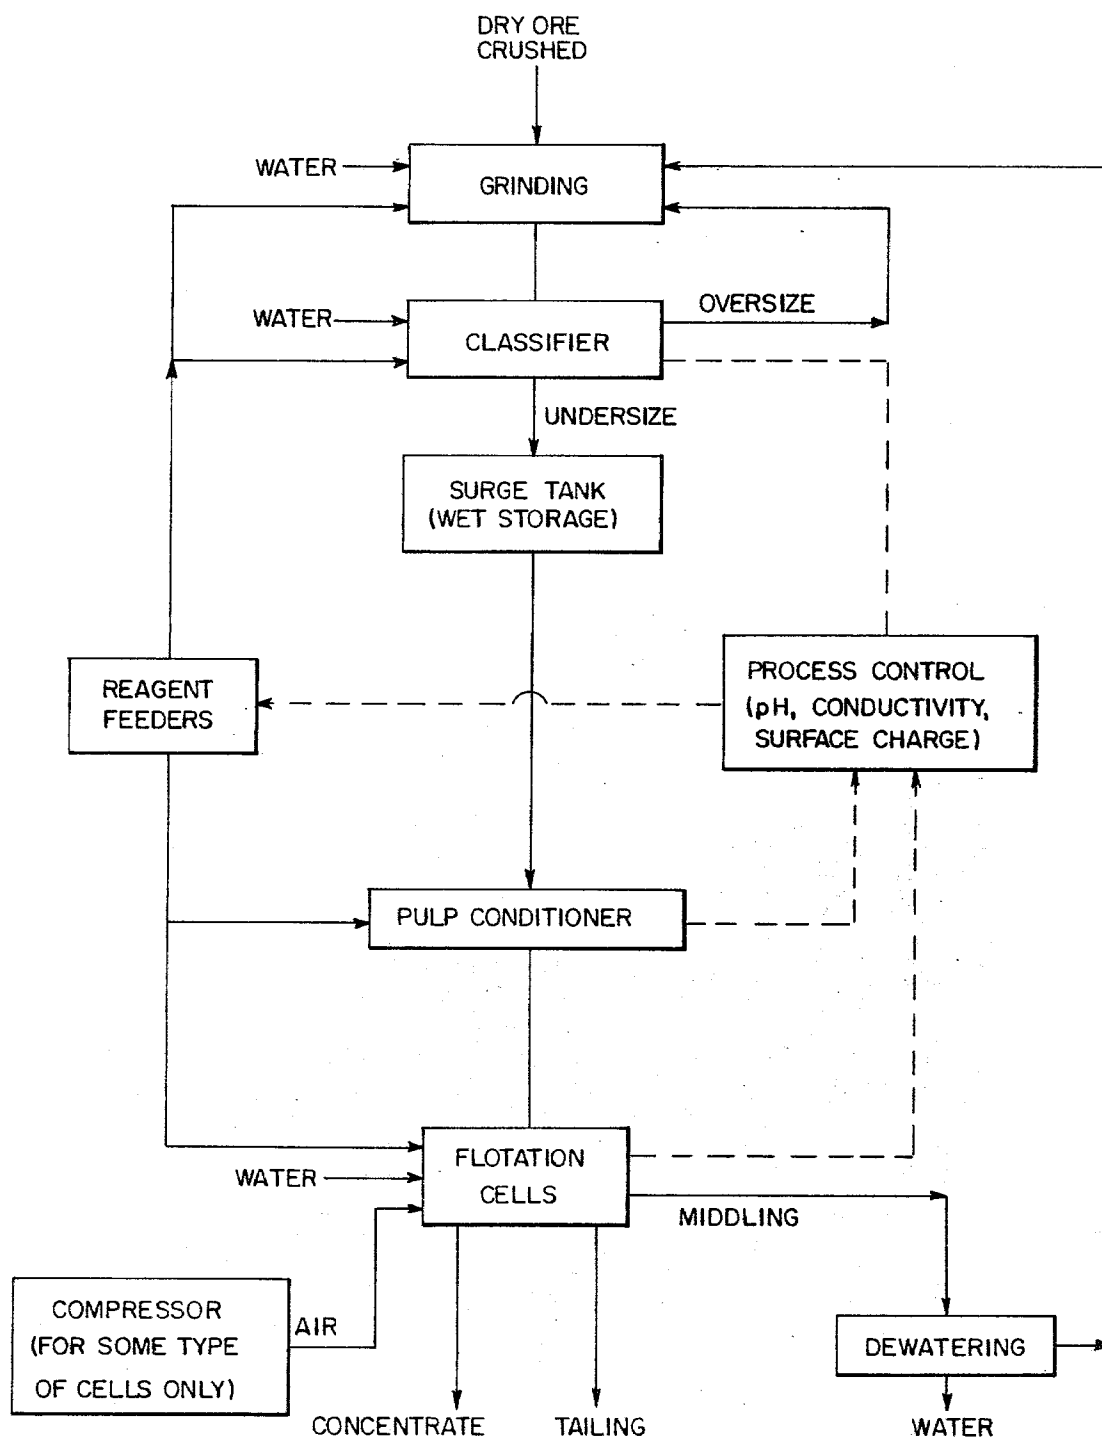 DRY ORE
CRUSHED
WATER
GRINDING
WATER
CLASSIFIER
OVERSIZE
UNDERSIZE
SURGE TANK
(WET STORAGE)
REAGENT
FEEDERS
PROCESS CONTROL
(pH, CONDUCTIVITY,
SURFACE CHARGE)
PULP CONDITIONER
FLOTATION
CELLS
WATER
MIDDLING
COMPRESSOR
(FOR SOME TYPE
OF CELLS ONLY)
AIR
DEWATERING
CONCENTRATE
TAILING
WATER